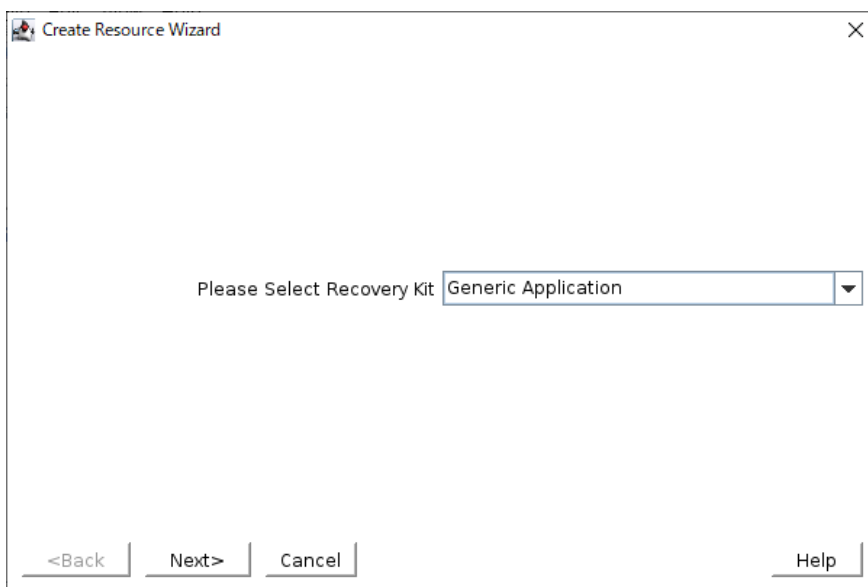 Create Resource Wizard
Please Select Recovery Kit Generic Application
<Back Next> Cancel Help